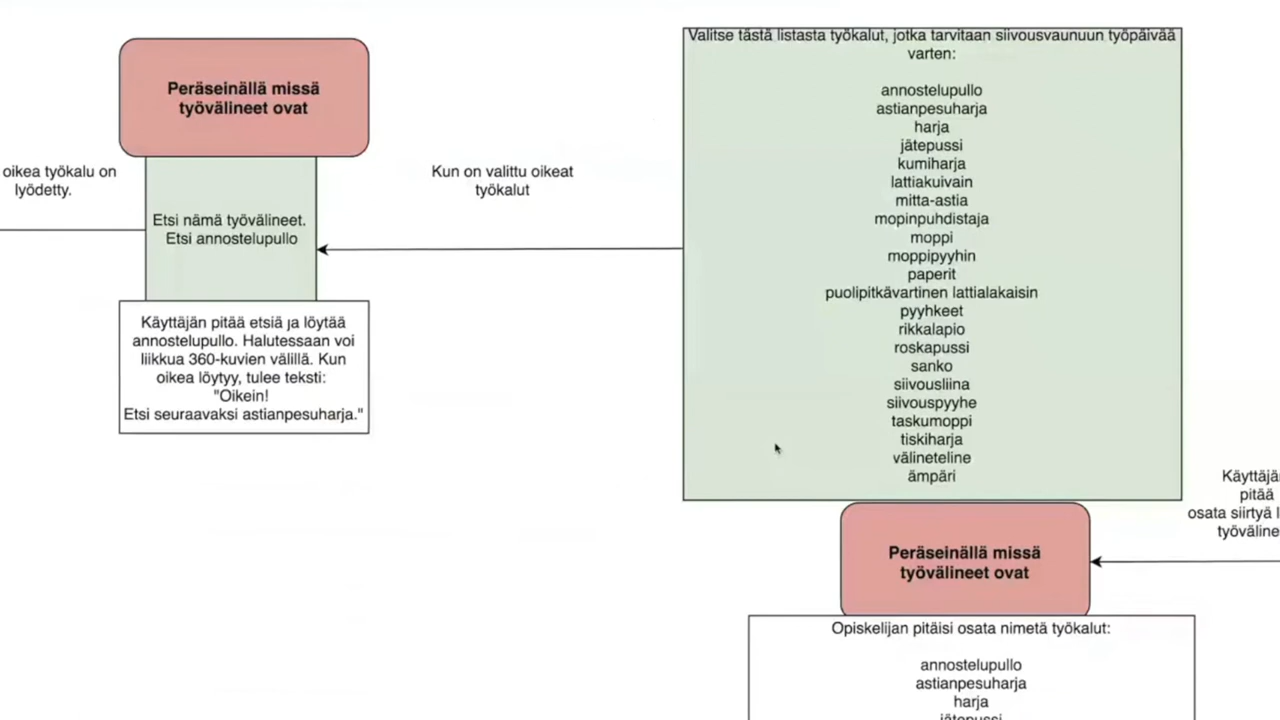 Peräseinällä missä
työvälineet ovat
oikea työkalu on
lyödetty.
Etsi nämä työvälineet.
Etsi annostelupullo
Käyttäjän pitää etsiä ja löytää
annostelupullo. Halutessaan voi
liikkua 360-kuvien välillä. Kun
oikea löytyy, tulee teksti:
"Oikein!
Etsi seuraavaksi astianpesuharja."
Kun on valittu oikeat
työkalut
Valitse tästä listasta työkalut, jotka tarvitaan siivousvaunuun työpäivää
varten:
annostelupullo
astianpesuharja
harja
jätepussi
kumiharja
lattiakuivain
mitta-astia
mopinpuhdistaja
moppi
moppipyyhin
paperit
puolipitkävartinen lattialakaisin
pyyhkeet
rikkalapio
roskapussi
sanko
siivousliina
siivouspyyhe
taskumoppi
tiskiharja
välineteline
ämpäri
Peräseinällä missä
työvälineet ovat
Käyttäjä
pitää
osata siirtyä l
työväline
Opiskelijan pitäisi osata nimetä työkalut:
annostelupullo
astianpesuharja
harja
jätepussi